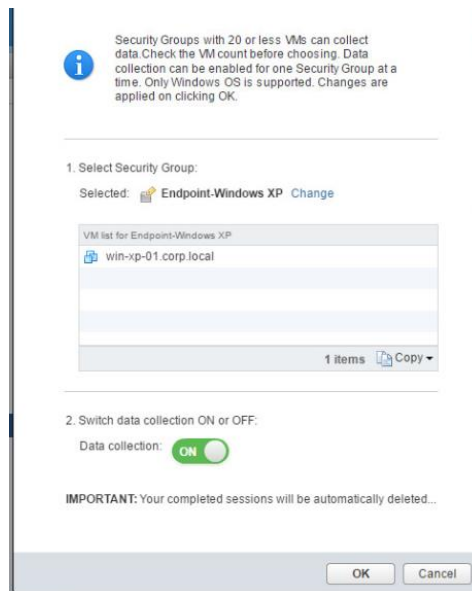 Security Groups with 20 or less VMs can collect
data.Check the VM count before choosing. Data
collection can be enabled for one Security Group at a
time. Only Windows OS is supported. Changes are
applied on clicking OK.
1. Select Security Group:
Selected: Endpoint-Windows XP Change
VM list for Endpoint-Windows XP
win-xp-01.corp.local
1 items Copy
2. Switch data collection ON or OFF:
Data collection: ON
IMPORTANT: Your completed sessions will be automatically deleted...
OK Cancel